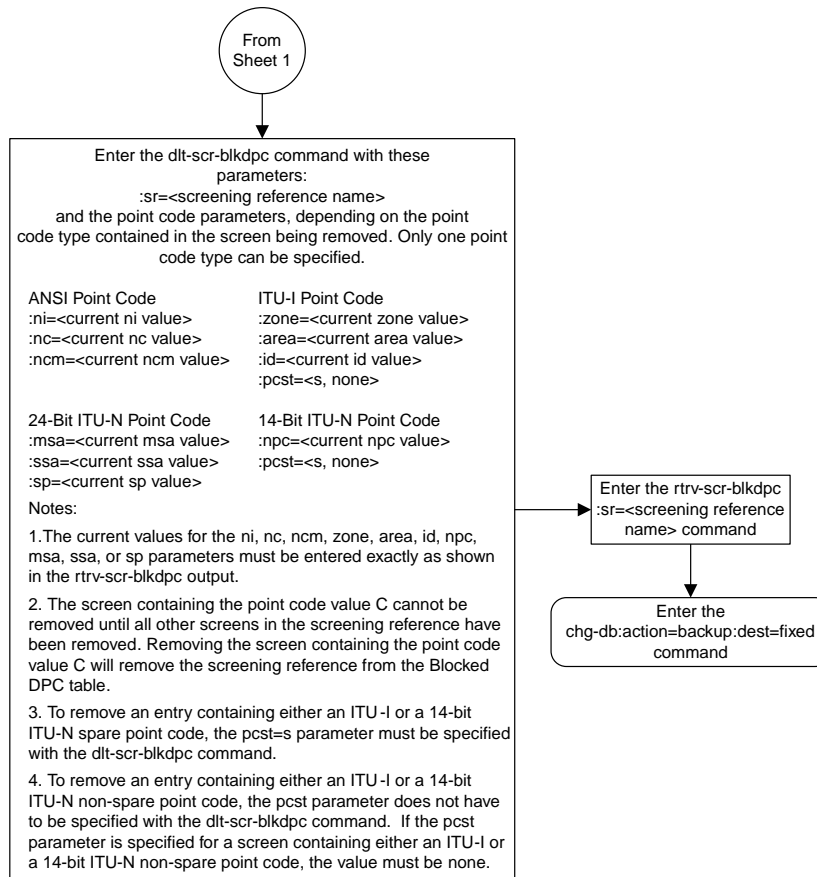 From
Sheet 1
Enter the dlt-scr-blkdpc command with these
parameters:
:sr=<screening reference name>
and the point code parameters, depending on the point
code type contained in the screen being removed. Only one point
code type can be specified.
ANSI Point Code
:ni=<current ni value>
:nc=<current nc value>
:ncm=<current ncm value>
ITU-I Point Code
:zone=<current zone value>
:area=<current area value>
:id=<current id value>
:pcst=<s, none>
24-Bit ITU-N Point Code
:msa=<current msa value>
:ssa=<current ssa value>
:sp=<current sp value>
14-Bit ITU-N Point Code
:npc=<current npc value>
:pcst=<s, none>
Notes:
1.The current values for the ni, nc, ncm, zone, area, id, npc,
msa, ssa, or sp parameters must be entered exactly as shown
in the rtrv-scr-blkdpc output.
2. The screen containing the point code value C cannot be
removed until all other screens in the screening reference have
been removed. Removing the screen containing the point code
value C will remove the screening reference from the Blocked
DPC table.
3. To remove an entry containing either an ITU-I or a 14-bit
ITU-N spare point code, the pcst=s parameter must be specified
with the dlt-scr-blkdpc command.
4. To remove an entry containing either an ITU-I or a 14-bit
ITU-N non-spare point code, the pcst parameter does not have
to be specified with the dlt-scr-blkdpc command. If the pcst
parameter is specified for a screen containing either an ITU-I or
a 14-bit ITU-N non-spare point code, the value must be none.
Enter the rtrv-scr-blkdpc
:sr=<screening reference
name> command
Enter the
chg-db:action=backup:dest=fixed
command